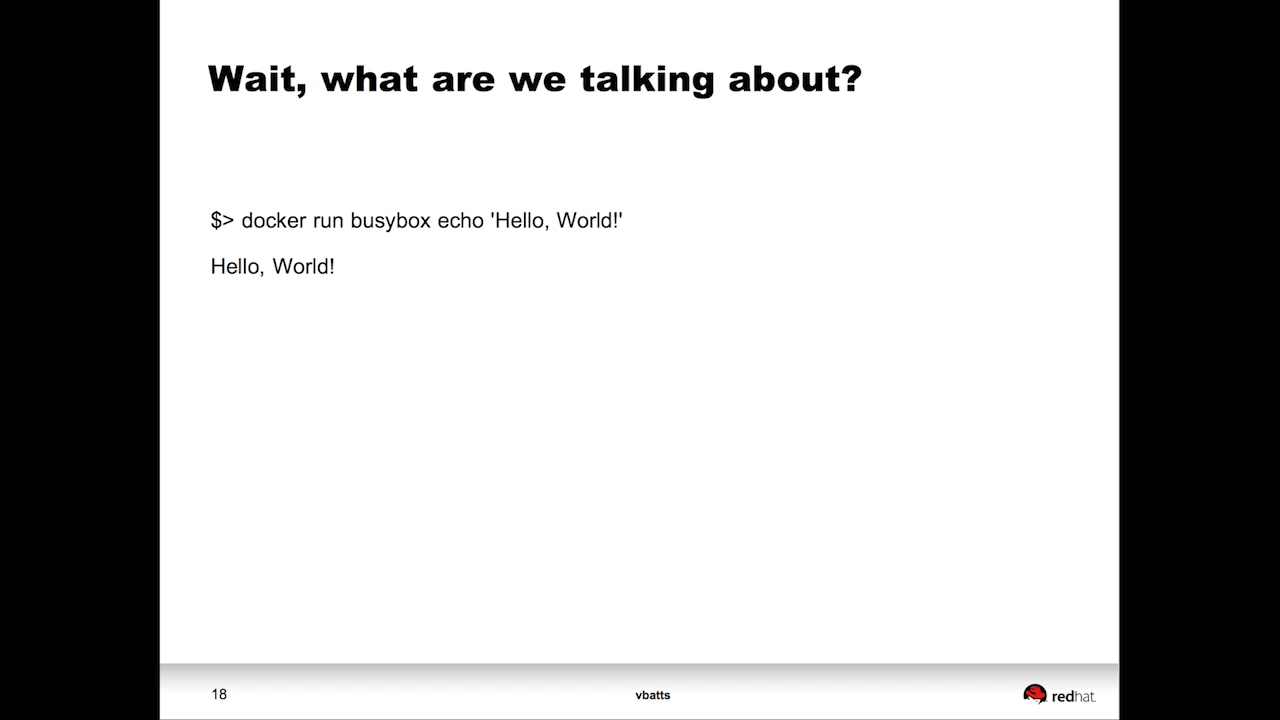 Wait, what are we talking about?
$> docker run busybox echo 'Hello, World!'
Hello, World!
18
vbatts
redhat.